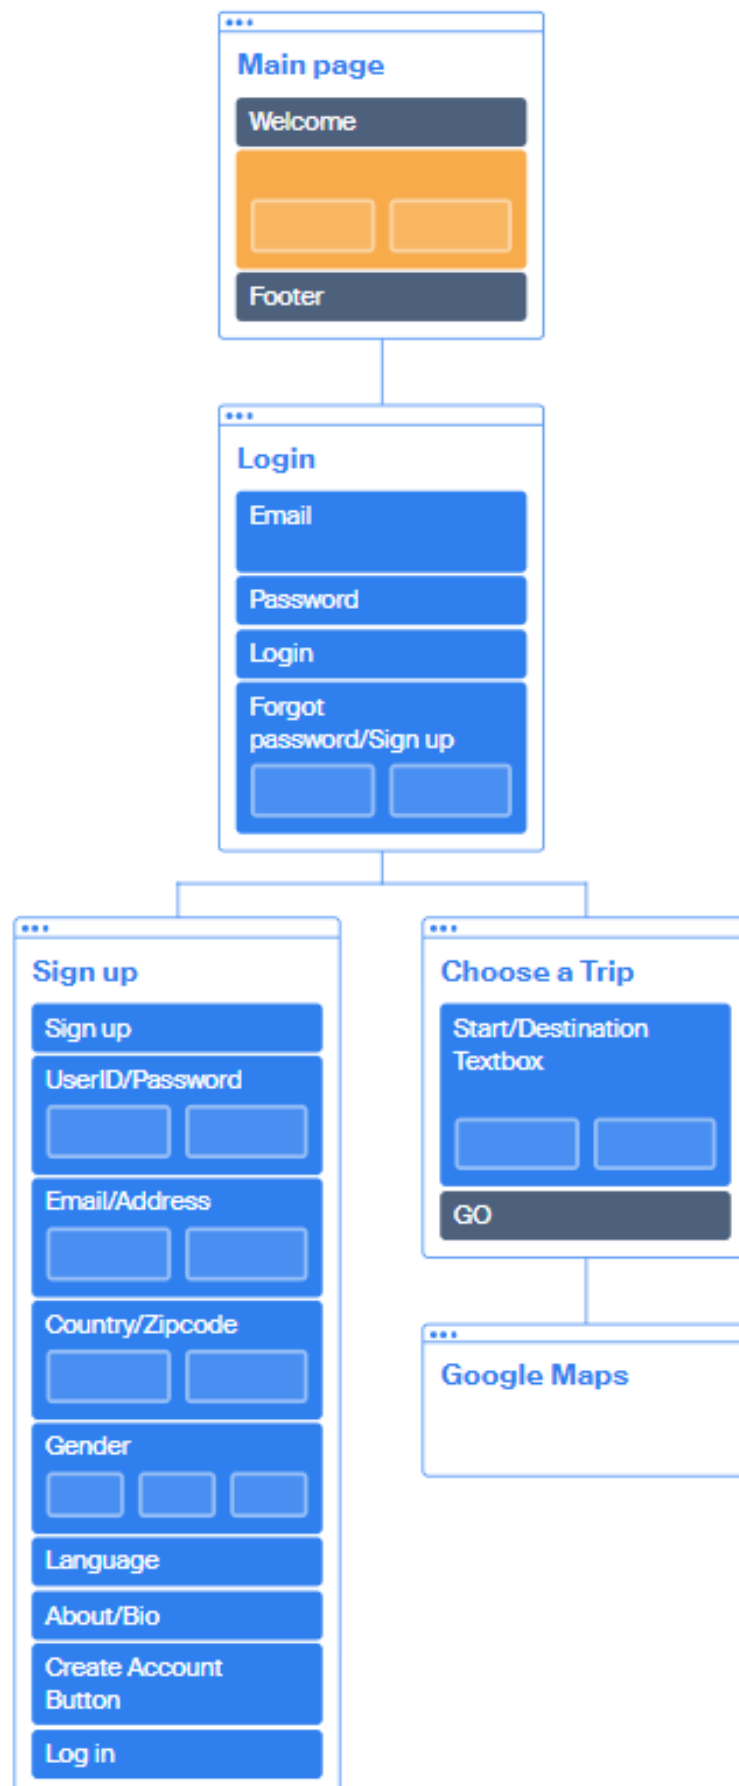 Main page
Welcome
Footer
Login
Email
Password
Login
Forgot
password/Sign up
Sign up
Sign up
UserID/Password
Email/Address
Country/Zipcode
Gender
Language
About/Bio
Create Account
Button
Log in
Choose a Trip
Start/Destination
Textbox
GO
Google Maps